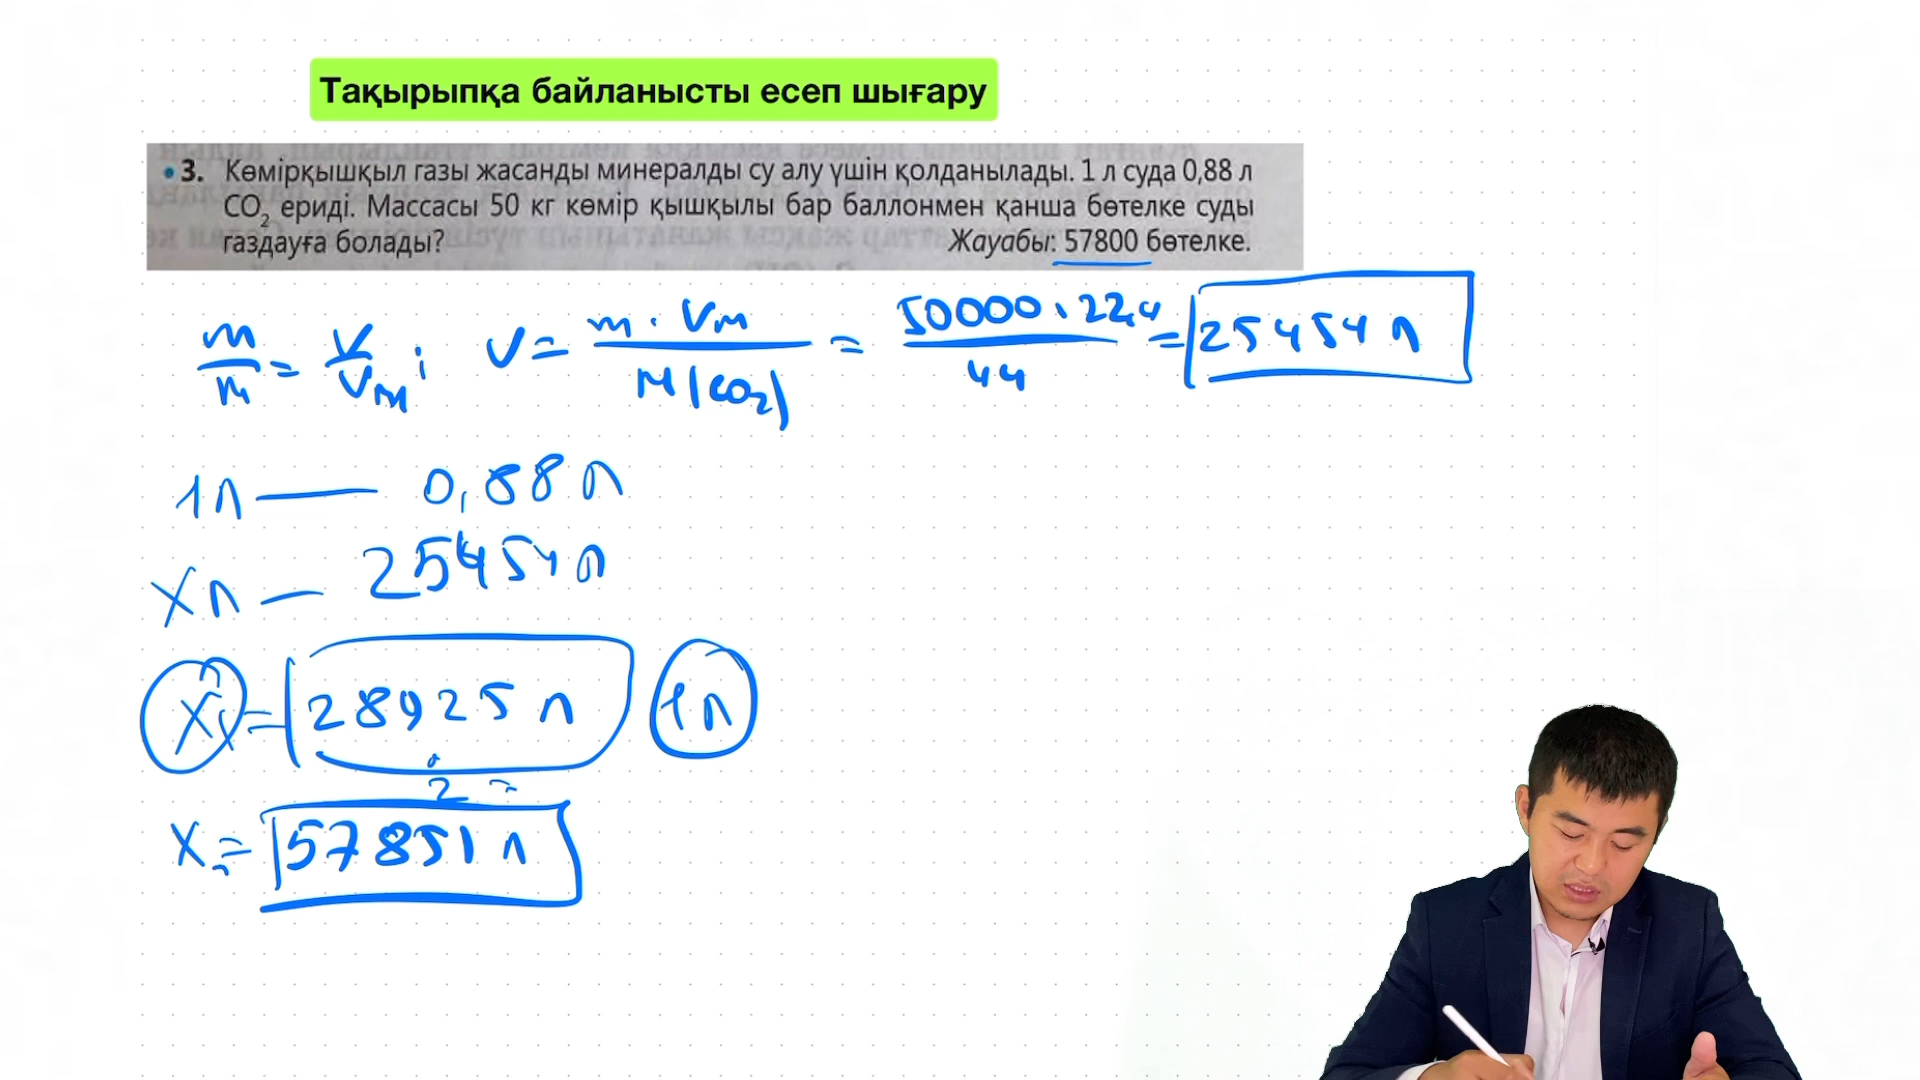 Тақырыпқа байланысты есеп шығару
• 3. Көмірқышқыл газы жасанды минералды су алу үшін қолданылады. 1 л суда 0,88 л
CO₂ ериді. Массасы 50 кг көмір қышқылы бар баллонмен қанша бөтелке суды
газдауға болады? Жауабы: 57800 бөтелке.
m/m = V/Vm ; V = m · Vm / M(CO₂) = 50000 · 22,4 / 44 = 25454 л
1л — 0,88 л
Xл — 25454 л
X = 28925 л 1л
2 =
X = 57851 л